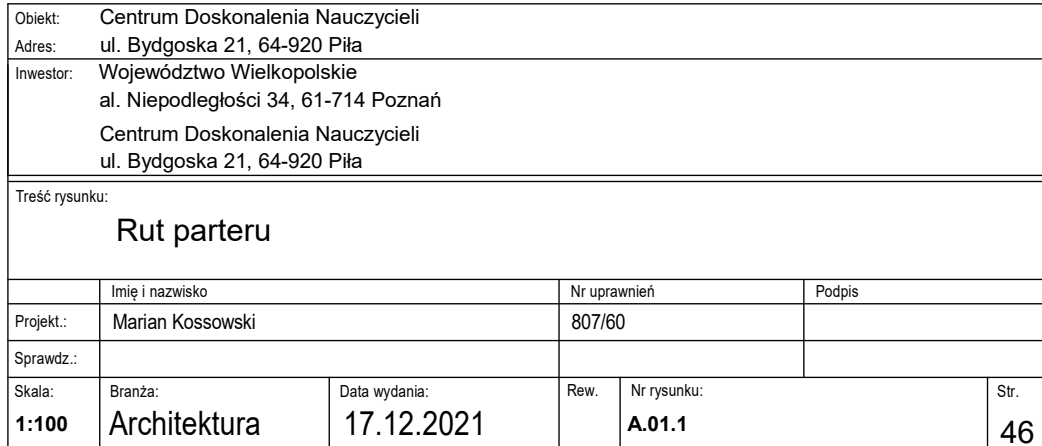 Obiekt: Centrum Doskonalenia Nauczycieli
Adres: ul. Bydgoska 21, 64-920 Piła
Inwestor: Województwo Wielkopolskie
al. Niepodległości 34, 61-714 Poznań
Centrum Doskonalenia Nauczycieli
ul. Bydgoska 21, 64-920 Piła
Treść rysunku:
Rut parteru
Imię i nazwisko Nr uprawnień Podpis
Projekt.: Marian Kossowski 807/60
Sprawdz.:
Skala: Branża: Data wydania: Rew. Nr rysunku: Str.
1:100 Architektura 17.12.2021 A.01.1 46